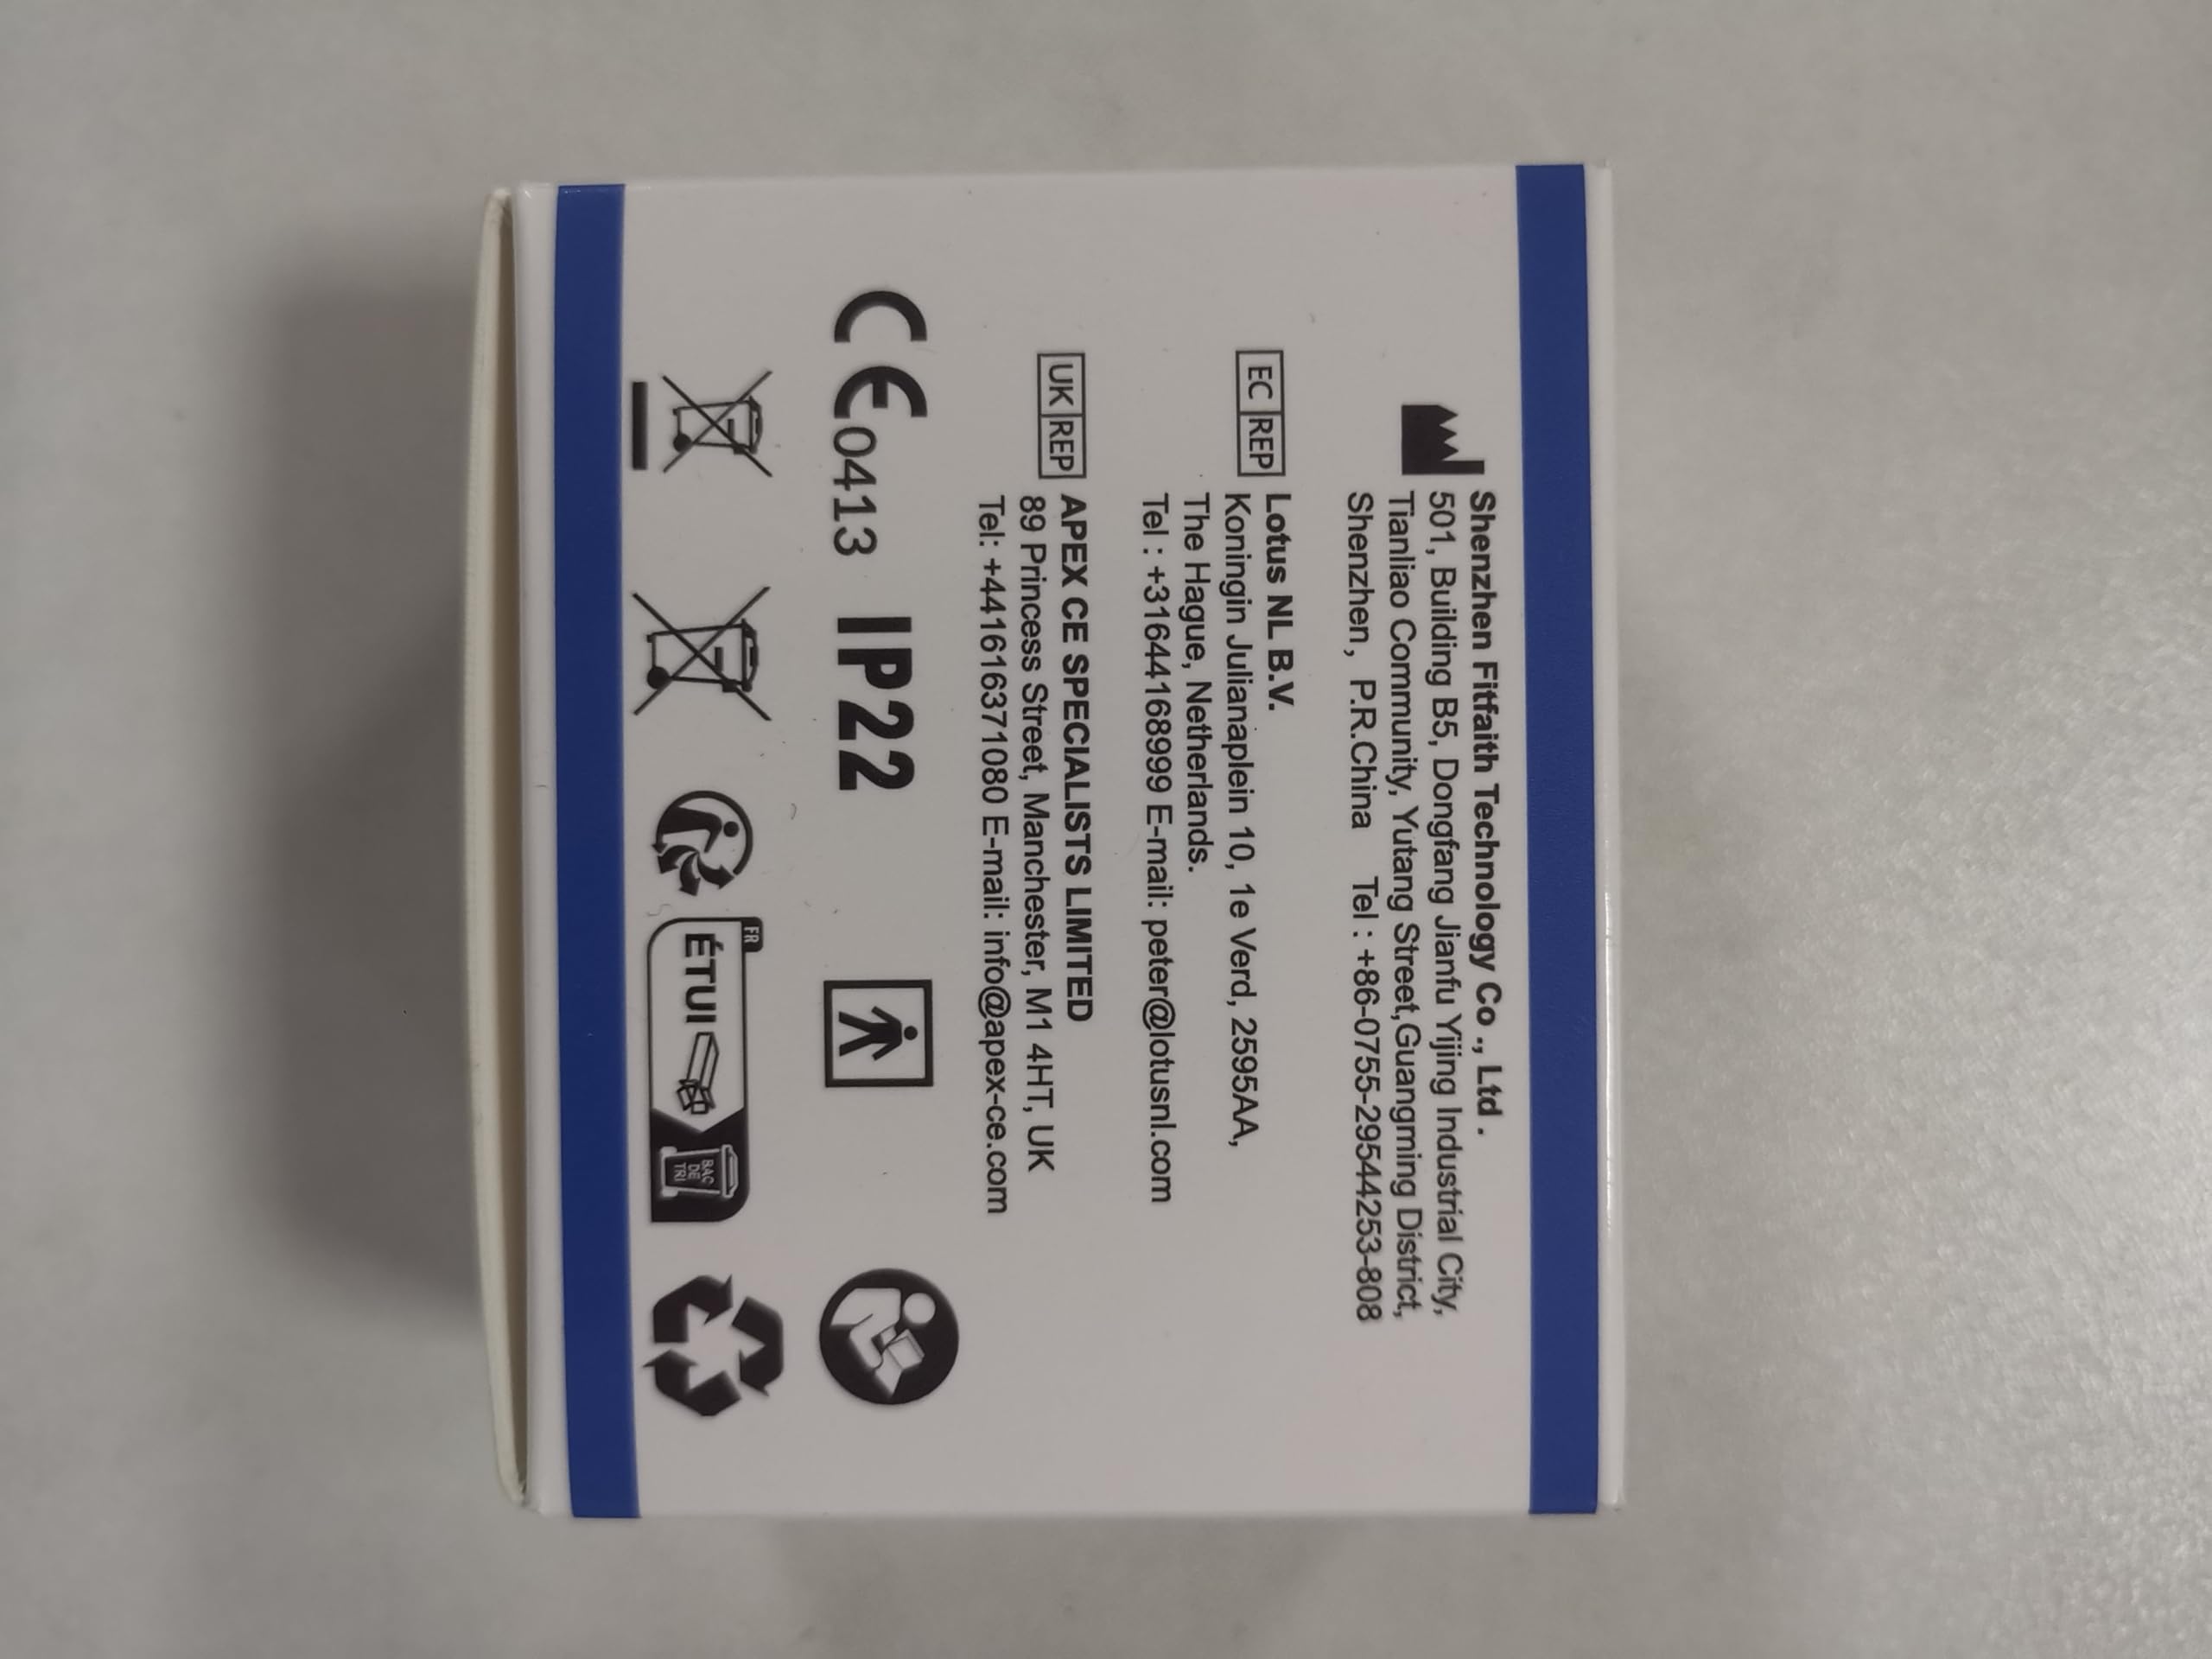 Shenzhen Fitfaith Technology Co ., Ltd .
501, Building B5, Dongfang Jianfu Yijing Industrial City,
Tianliao Community, Yutang Street,Guangming District,
Shenzhen, P.R.China Tel : +86-0755-29544253-808
EC REP Lotus NL B.V.
Koningin Julianaplein 10, 1e Verd, 2595AA,
The Hague, Netherlands.
Tel : +31644168999 E-mail: peter@lotusnl.com
UK REP APEX CE SPECIALISTS LIMITED
89 Princess Street, Manchester, M1 4HT, UK
Tel: +441616371080 E-mail: info@apex-ce.com
CE0413 IP22
FR
ÉTUI
BAC
DE
TRI